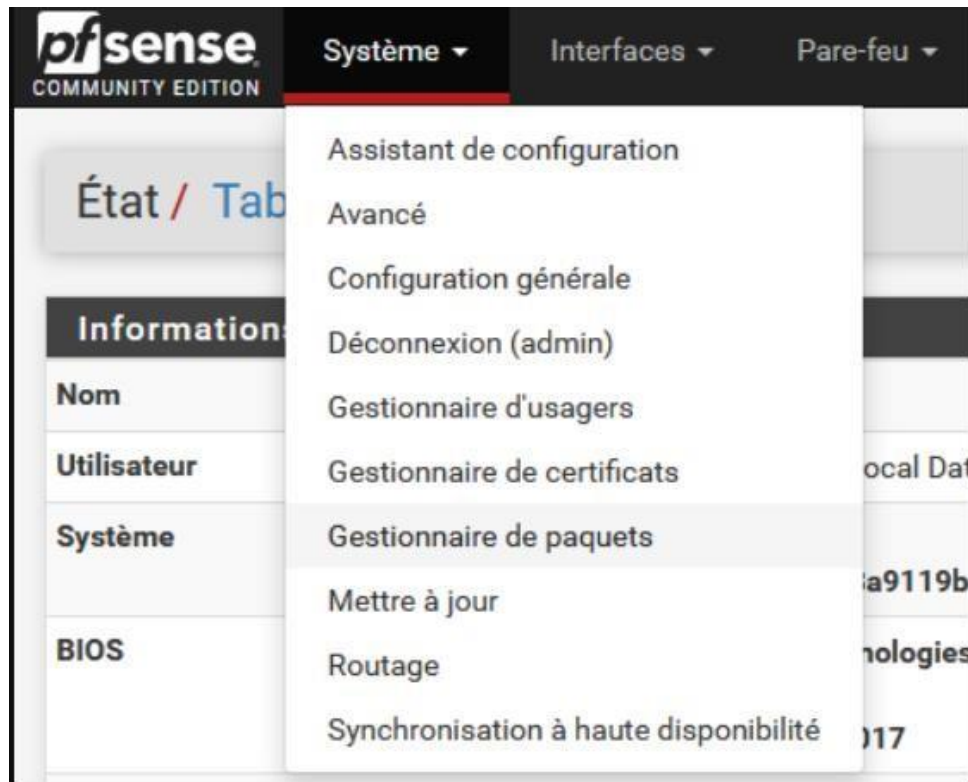 pfsense
COMMUNITY EDITION
Système Interfaces Pare-feu
Assistant de configuration
État / Tab
Avancé
Configuration générale
Information
Déconnexion (admin)
Nom
Gestionnaire d'usagers
Utilisateur
Gestionnaire de certificats
ocal Dat
Système
Gestionnaire de paquets
a9119b
Mettre à jour
BIOS
nologies
Routage
Synchronisation à haute disponibilité
017